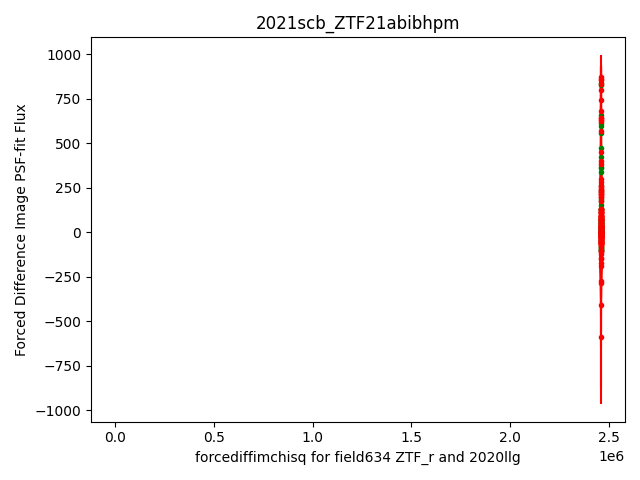 2021scb_ZTF21abibhpm
Forced Difference Image PSF-fit Flux
1000
750
500
250
0
−250
−500
−750
−1000
0.0 0.5 1.0 1.5 2.0 2.5
1e6
forcediffimchisq for field634 ZTF_r and 2020llg